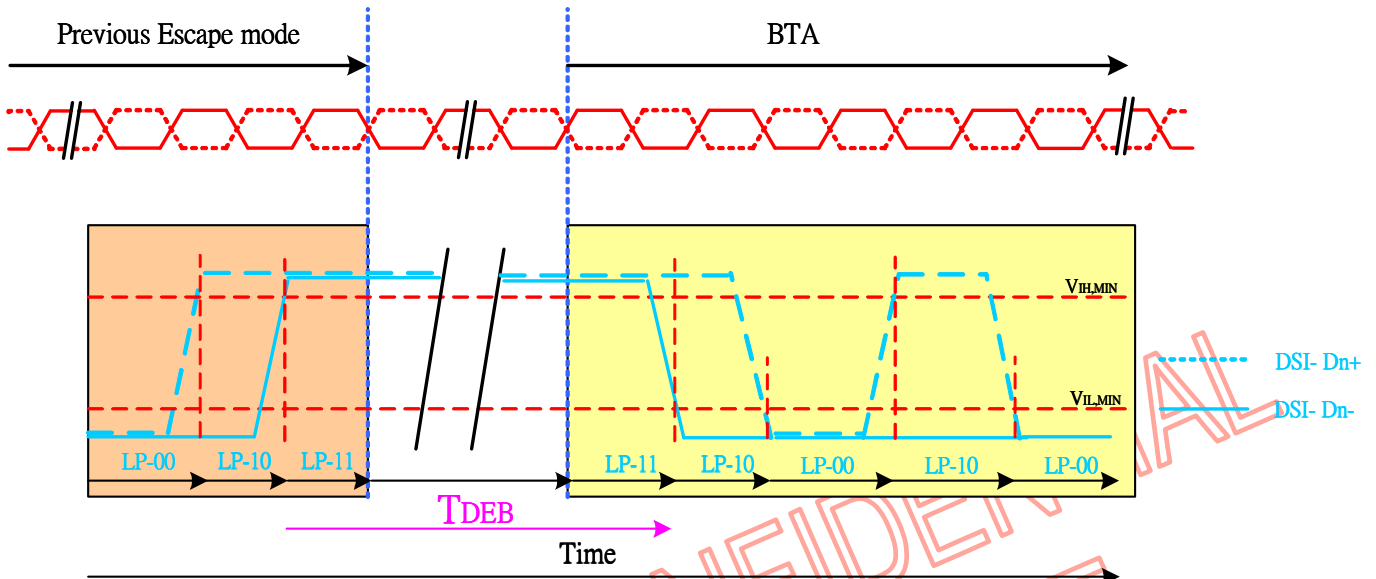 Previous Escape mode
BTA
VIH,MIN
VIL,MIN
DSI- Dn+
DSI- Dn-
LP-00 LP-10 LP-11 LP-11 LP-10 LP-00 LP-10 LP-00
TDEB
Time